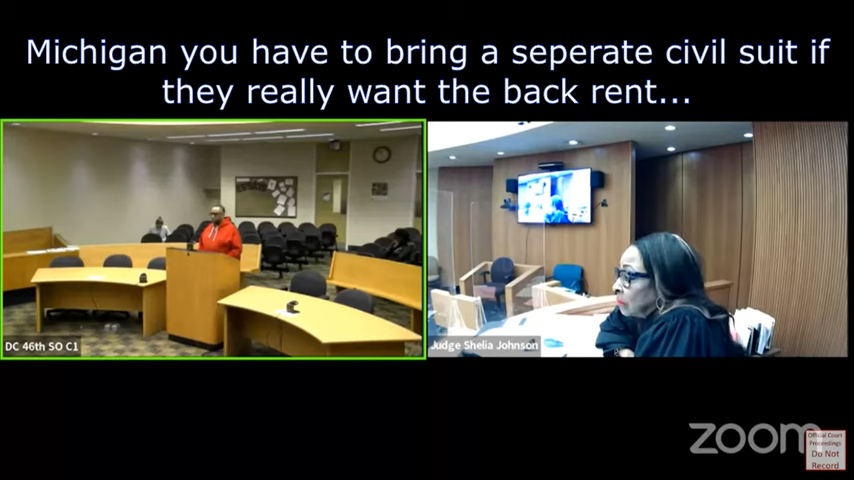 Michigan you have to bring a seperate civil suit if
they really want the back rent...
DC 46th SO C1
Judge Shelia Johnson
zoom
Official Court
Proceedings
Do Not
Record